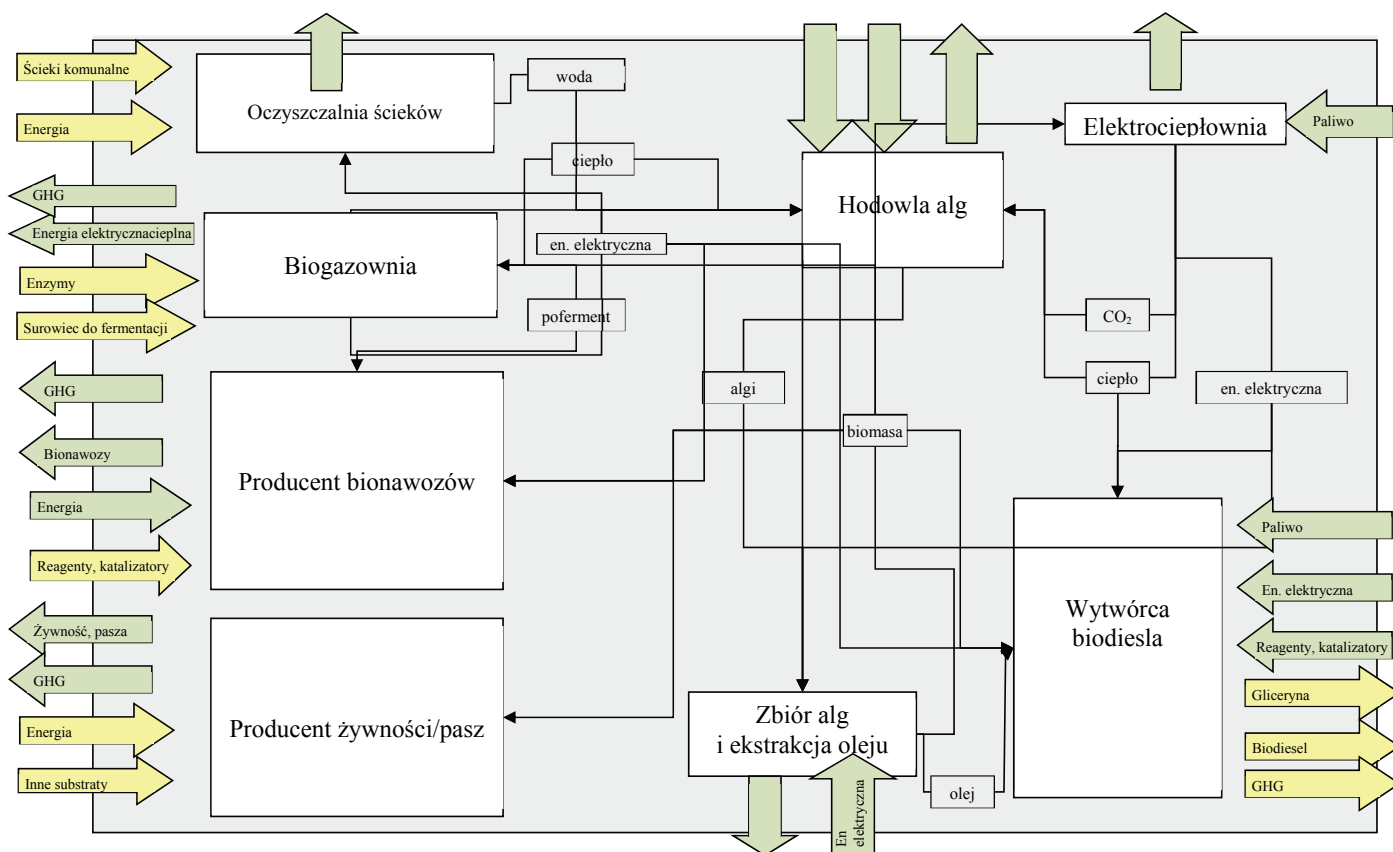 Ścieki komunalne
Energia
GHG
Energia elektrycznacieplna
Enzymy
Surowiec do fermentacji
GHG
Bionawozy
Energia
Reagenty, katalizatory
Żywność, pasza
GHG
Energia
Inne substraty
Oczyszczalnia ścieków
Biogazownia
Producent bionawozów
Producent żywności/pasz
woda
ciepło
en. elektryczna
poferment
algi
biomasa
Hodowla alg
Zbiór alg
i ekstrakcja oleju
En
elektryczna
olej
Elektrociepłownia
Paliwo
CO₂
ciepło
en. elektryczna
Wytwórca
biodiesla
Paliwo
En. elektryczna
Reagenty, katalizatory
Gliceryna
Biodiesel
GHG